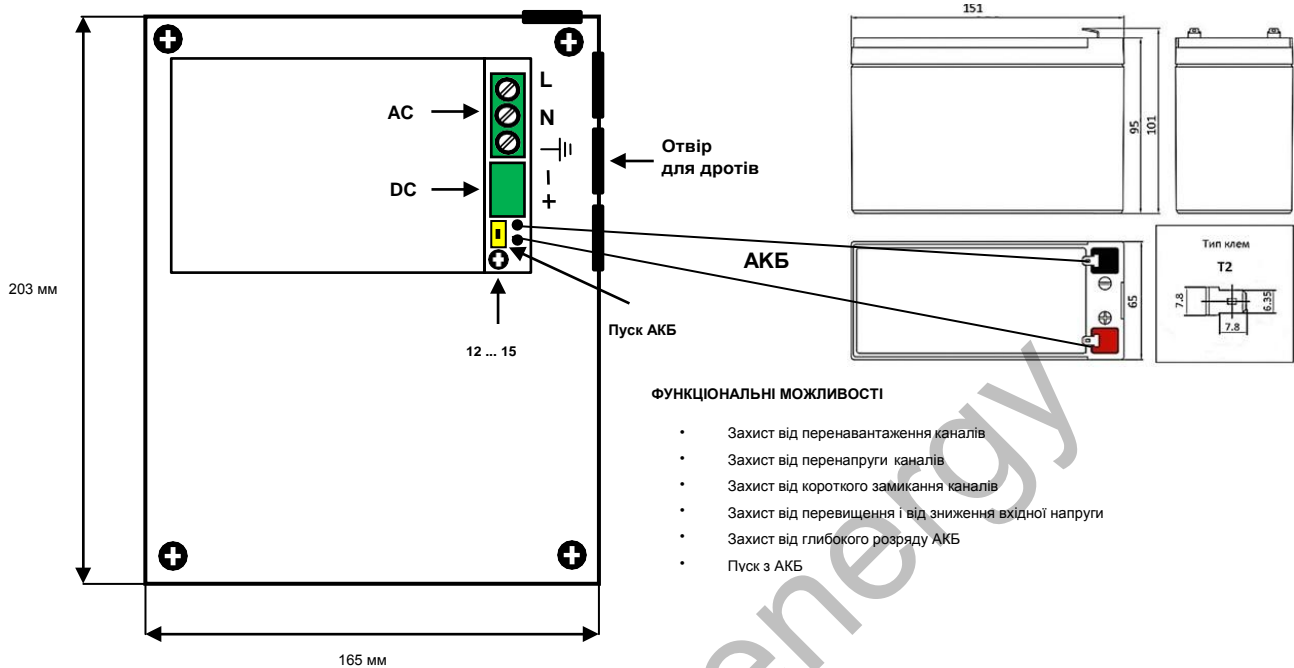 AC
L
N
DC
−
+
Отвір
для дротів
АКБ
Пуск АКБ
12 ... 15
203 мм
165 мм
151
95
101
65
Тип клем
T2
7.8
7.8
6.35
ФУНКЦІОНАЛЬНІ МОЖЛИВОСТІ
• Захист від перенавантаження каналів
• Захист від перенапруги каналів
• Захист від короткого замикання каналів
• Захист від перевищення і від зниження вхідної напруги
• Захист від глибокого розряду АКБ
• Пуск з АКБ
energy